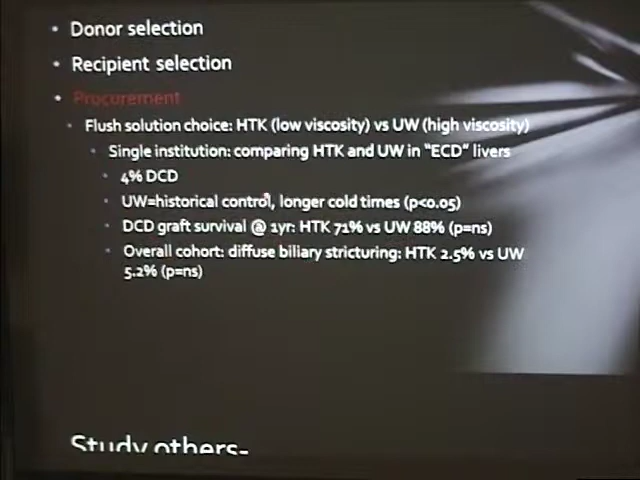 Donor selection
Recipient selection
Procurement
Flush solution choice: HTK (low viscosity) vs UW (high viscosity)
Single institution: comparing HTK and UW in "ECD" livers
4% DCD
UW=historical control, longer cold times (p<0.05)
DCD graft survival @ 1yr: HTK 71% vs UW 88% (p=ns)
Overall cohort: diffuse biliary stricturing: HTK 2.5% vs UW
5.2% (p=ns)
Study others-